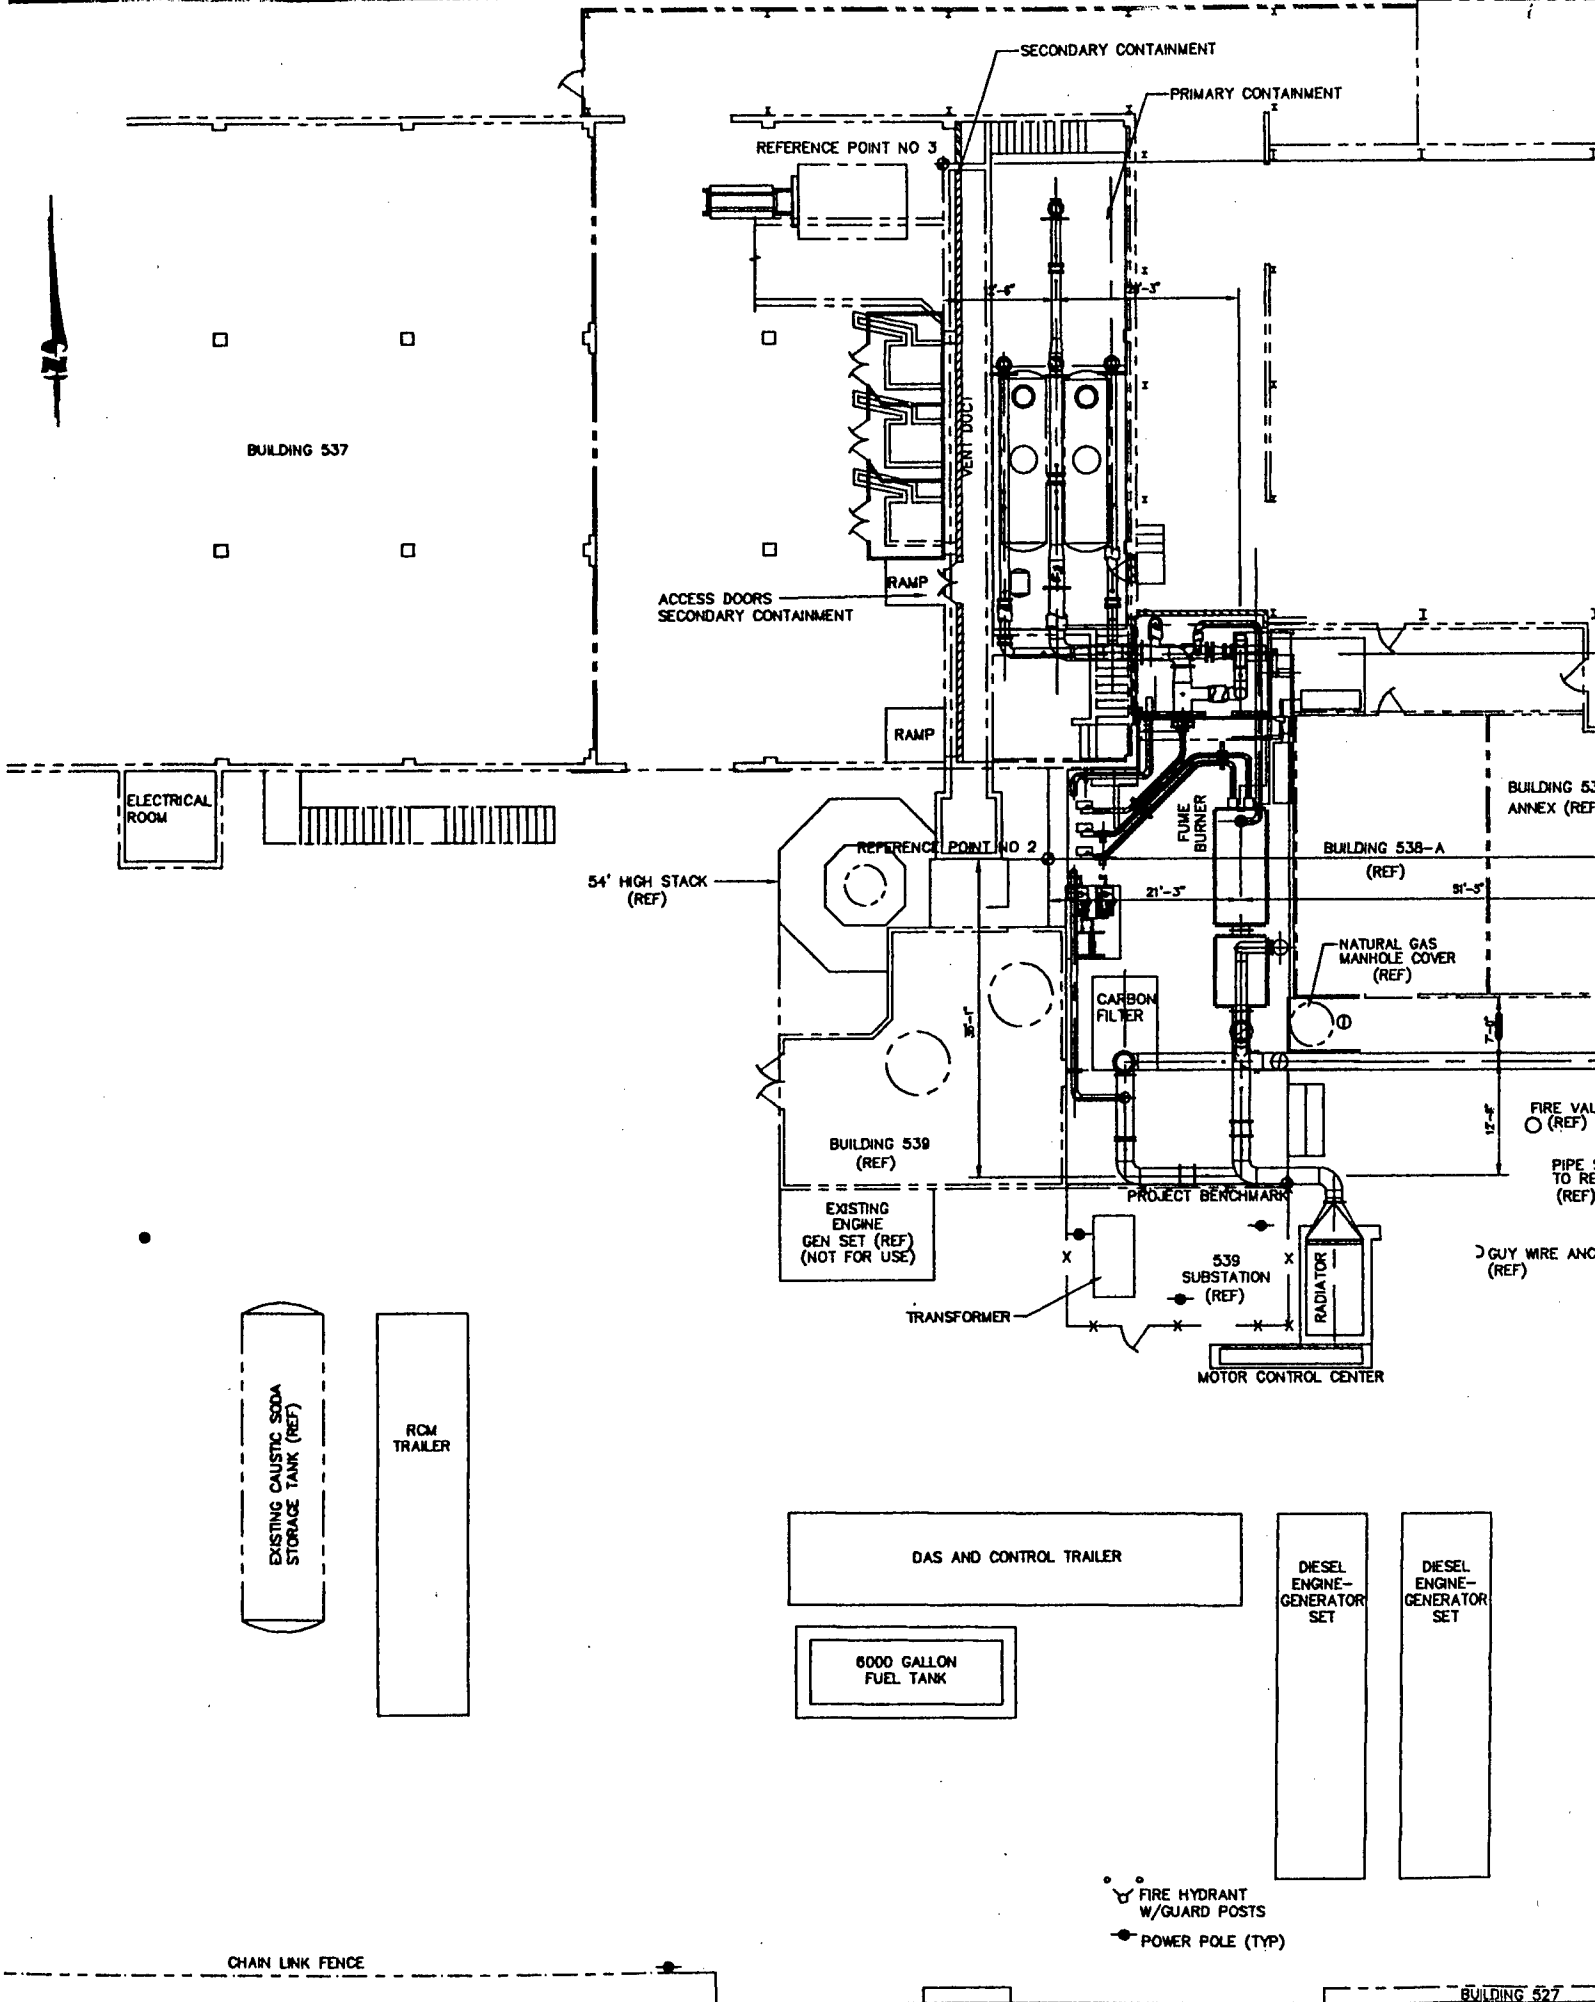 SECONDARY CONTAINMENT
PRIMARY CONTAINMENT
REFERENCE POINT NO 3
BUILDING 537
VENT DUCT
RAMP
ACCESS DOORS
SECONDARY CONTAINMENT
RAMP
ELECTRICAL
ROOM
FUME
BURNER
BUILDING 53
ANNEX (REF
REFERENCE POINT NO 2
BUILDING 538-A
(REF)
54' HIGH STACK
(REF)
21'-3"
51'-5"
NATURAL GAS
MANHOLE COVER
(REF)
CARBON
FILTER
35'-1"
7'-0"
FIRE VAL
(REF)
BUILDING 539
(REF)
PIPE
TO RE
(REF)
PROJECT BENCHMARK
EXISTING
ENGINE
GEN SET (REF)
(NOT FOR USE)
539
SUBSTATION
(REF)
RADIATOR
GUY WIRE ANC
(REF)
TRANSFORMER
MOTOR CONTROL CENTER
EXISTING CAUSTIC SODA
STORAGE TANK (REF)
RCM
TRAILER
DAS AND CONTROL TRAILER
DIESEL
ENGINE-
GENERATOR
SET
DIESEL
ENGINE-
GENERATOR
SET
6000 GALLON
FUEL TANK
FIRE HYDRANT
W/GUARD POSTS
POWER POLE (TYP)
CHAIN LINK FENCE
BUILDING 527